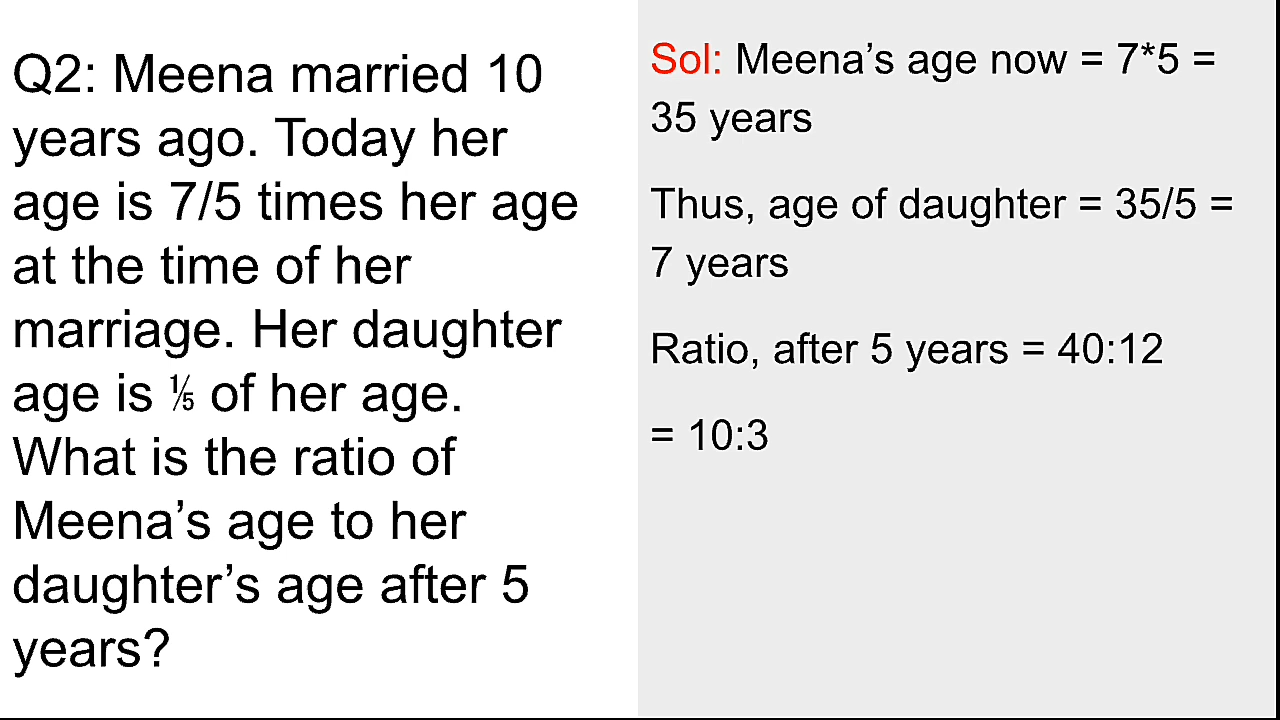 Q2: Meena married 10
years ago. Today her
age is 7/5 times her age
at the time of her
marriage. Her daughter
age is ⅕ of her age.
What is the ratio of
Meena’s age to her
daughter’s age after 5
years?
Sol: Meena’s age now = 7*5 =
35 years
Thus, age of daughter = 35/5 =
7 years
Ratio, after 5 years = 40:12
= 10:3